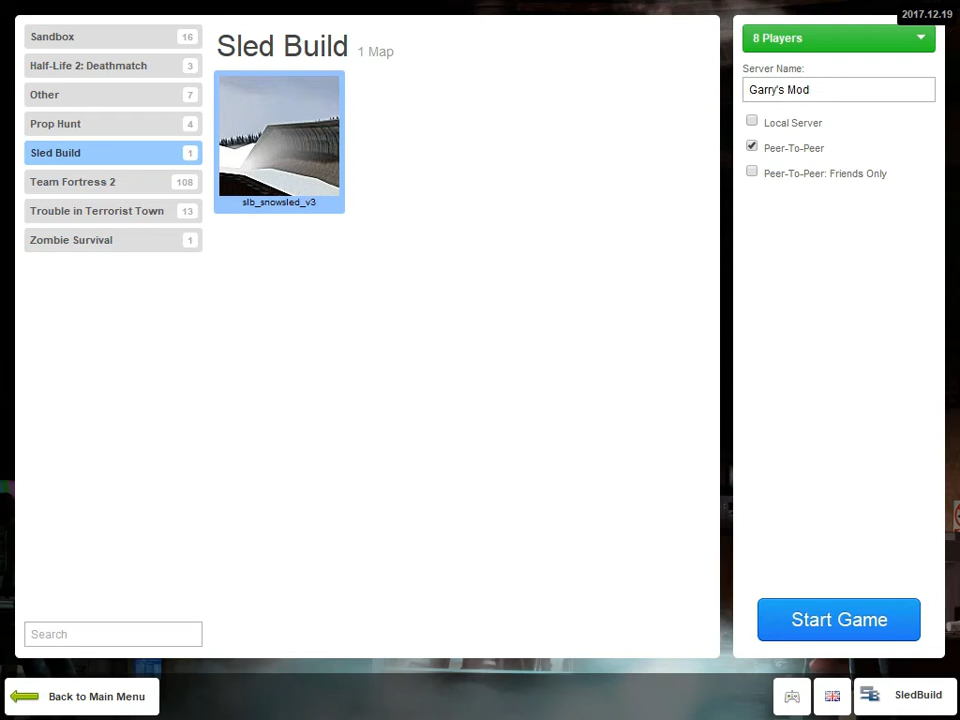 2017.12.19
Sandbox 16
Half-Life 2: Deathmatch 3
Other 7
Prop Hunt 4
Sled Build 1
Team Fortress 2 108
Trouble in Terrorist Town 13
Zombie Survival 1
Search
Sled Build 1 Map
slb_snowsled_v3
8 Players
Server Name:
Garry's Mod
Local Server
Peer-To-Peer
Peer-To-Peer: Friends Only
Start Game
Back to Main Menu
SledBuild